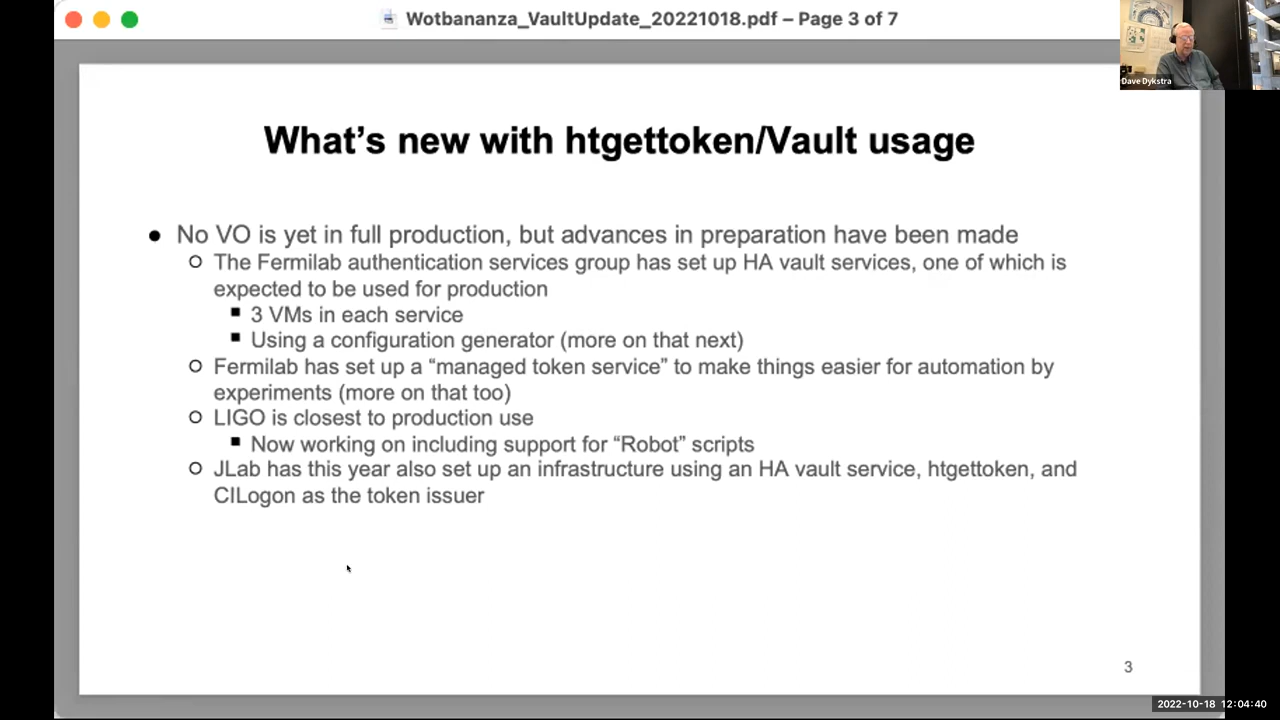 Wotbananza_VaultUpdate_20221018.pdf – Page 3 of 7
Dave Dykstra
What’s new with htgettoken/Vault usage
● No VO is yet in full production, but advances in preparation have been made
○ The Fermilab authentication services group has set up HA vault services, one of which is
expected to be used for production
■ 3 VMs in each service
■ Using a configuration generator (more on that next)
○ Fermilab has set up a “managed token service” to make things easier for automation by
experiments (more on that too)
○ LIGO is closest to production use
■ Now working on including support for “Robot” scripts
○ JLab has this year also set up an infrastructure using an HA vault service, htgettoken, and
CILogon as the token issuer
3
2022-10-18 12:04:40